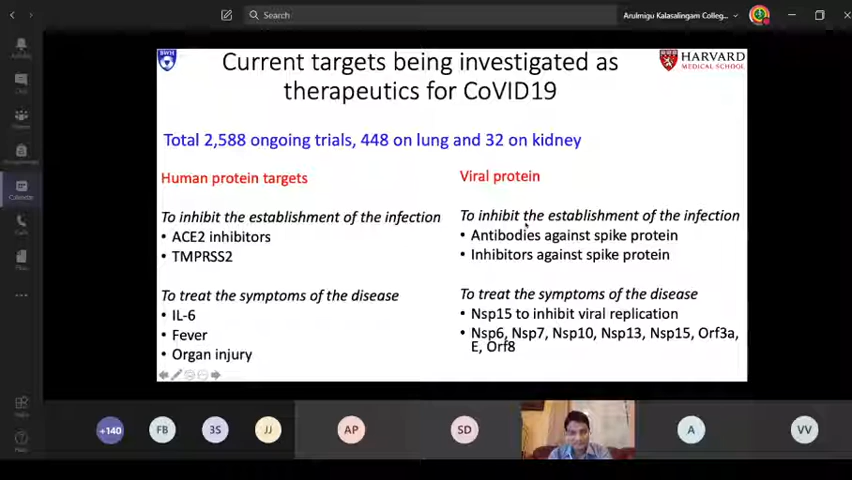 Search
Arulmigu Kalasalingam Colleg...
BWH
HARVARD
MEDICAL SCHOOL
Current targets being investigated as
therapeutics for CoVID19
Total 2,588 ongoing trials, 448 on lung and 32 on kidney
Human protein targets
To inhibit the establishment of the infection
• ACE2 inhibitors
• TMPRSS2
To treat the symptoms of the disease
• IL-6
• Fever
• Organ injury
Viral protein
To inhibit the establishment of the infection
• Antibodies against spike protein
• Inhibitors against spike protein
To treat the symptoms of the disease
• Nsp15 to inhibit viral replication
• Nsp6, Nsp7, Nsp10, Nsp13, Nsp15, Orf3a,
E, Orf8
Calendar
+140
FB
3S
JJ
AP
SD
A
VV